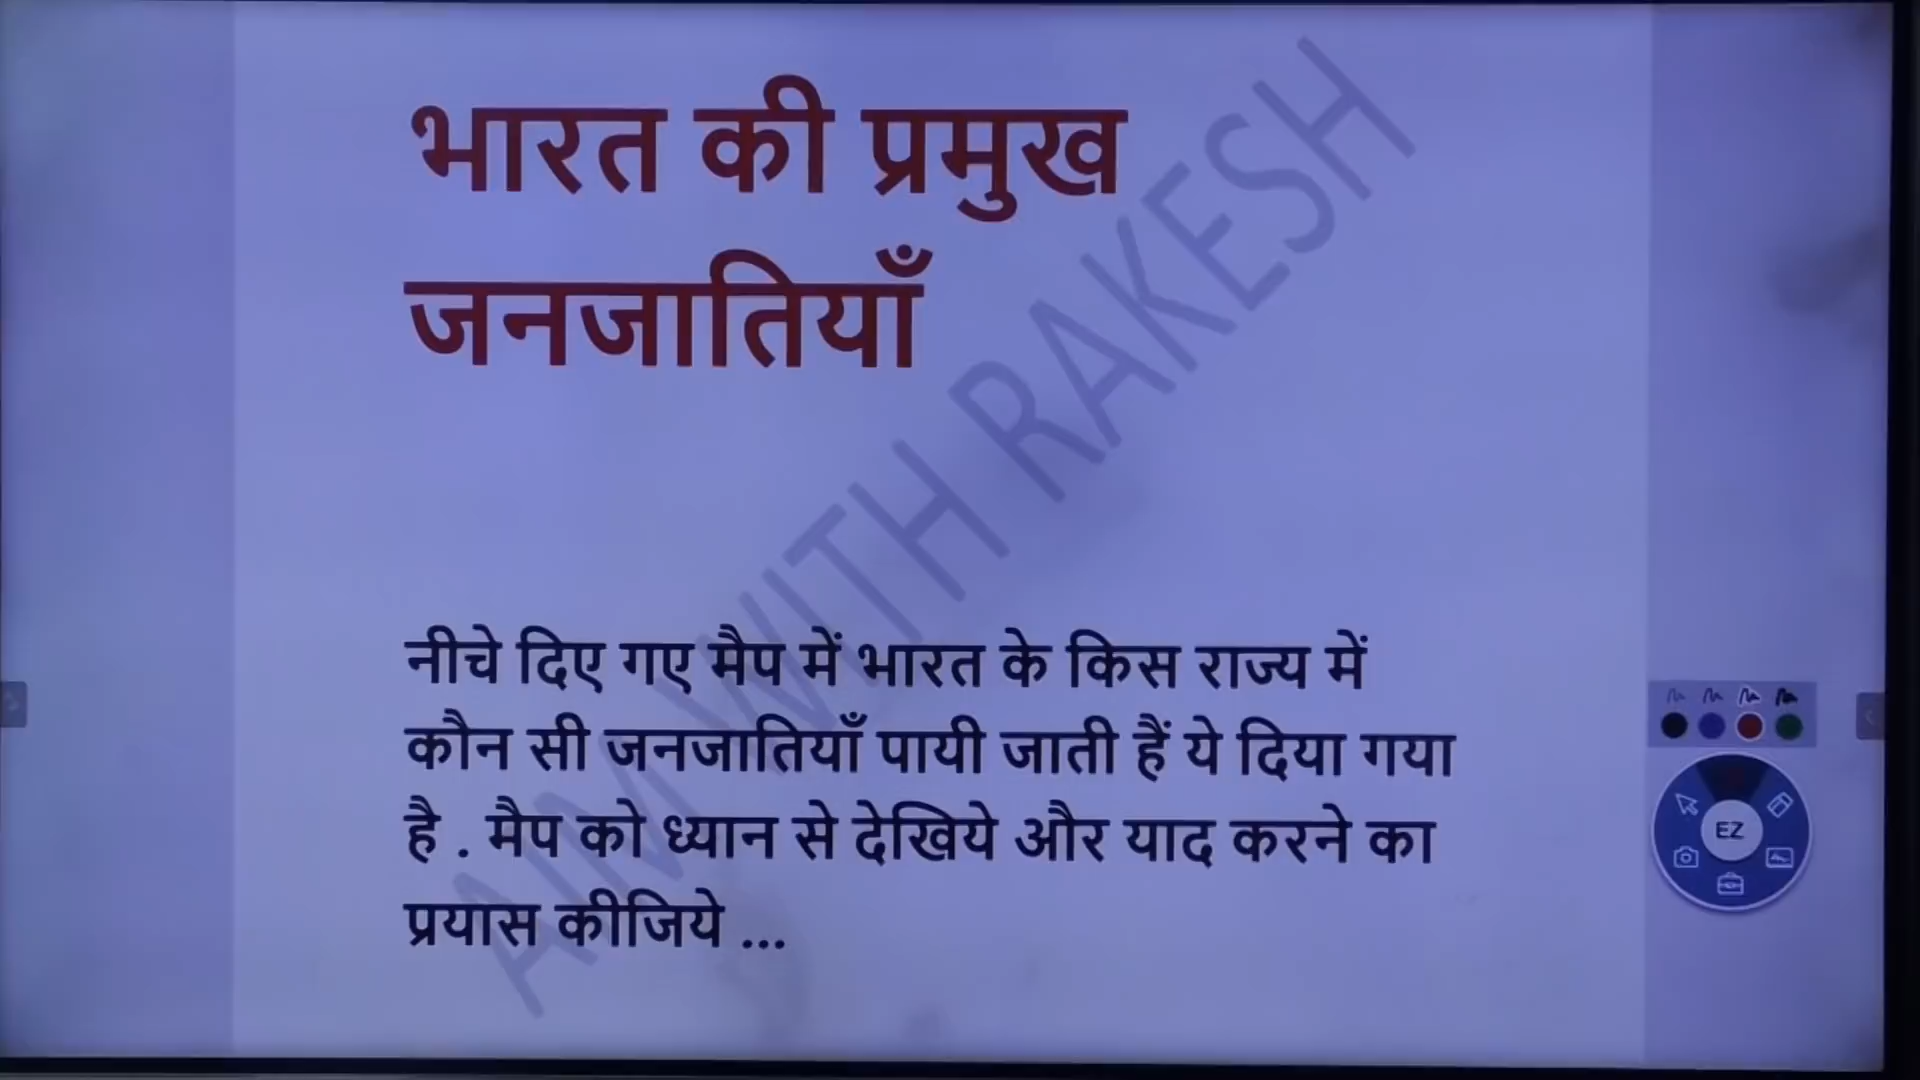 भारत की प्रमुख
जनजातियाँ
नीचे दिए गए मैप में भारत के किस राज्य में
कौन सी जनजातियाँ पायी जाती हैं ये दिया गया
है . मैप को ध्यान से देखिये और याद करने का
प्रयास कीजिये ...
AIM WITH RAKESH
EZ